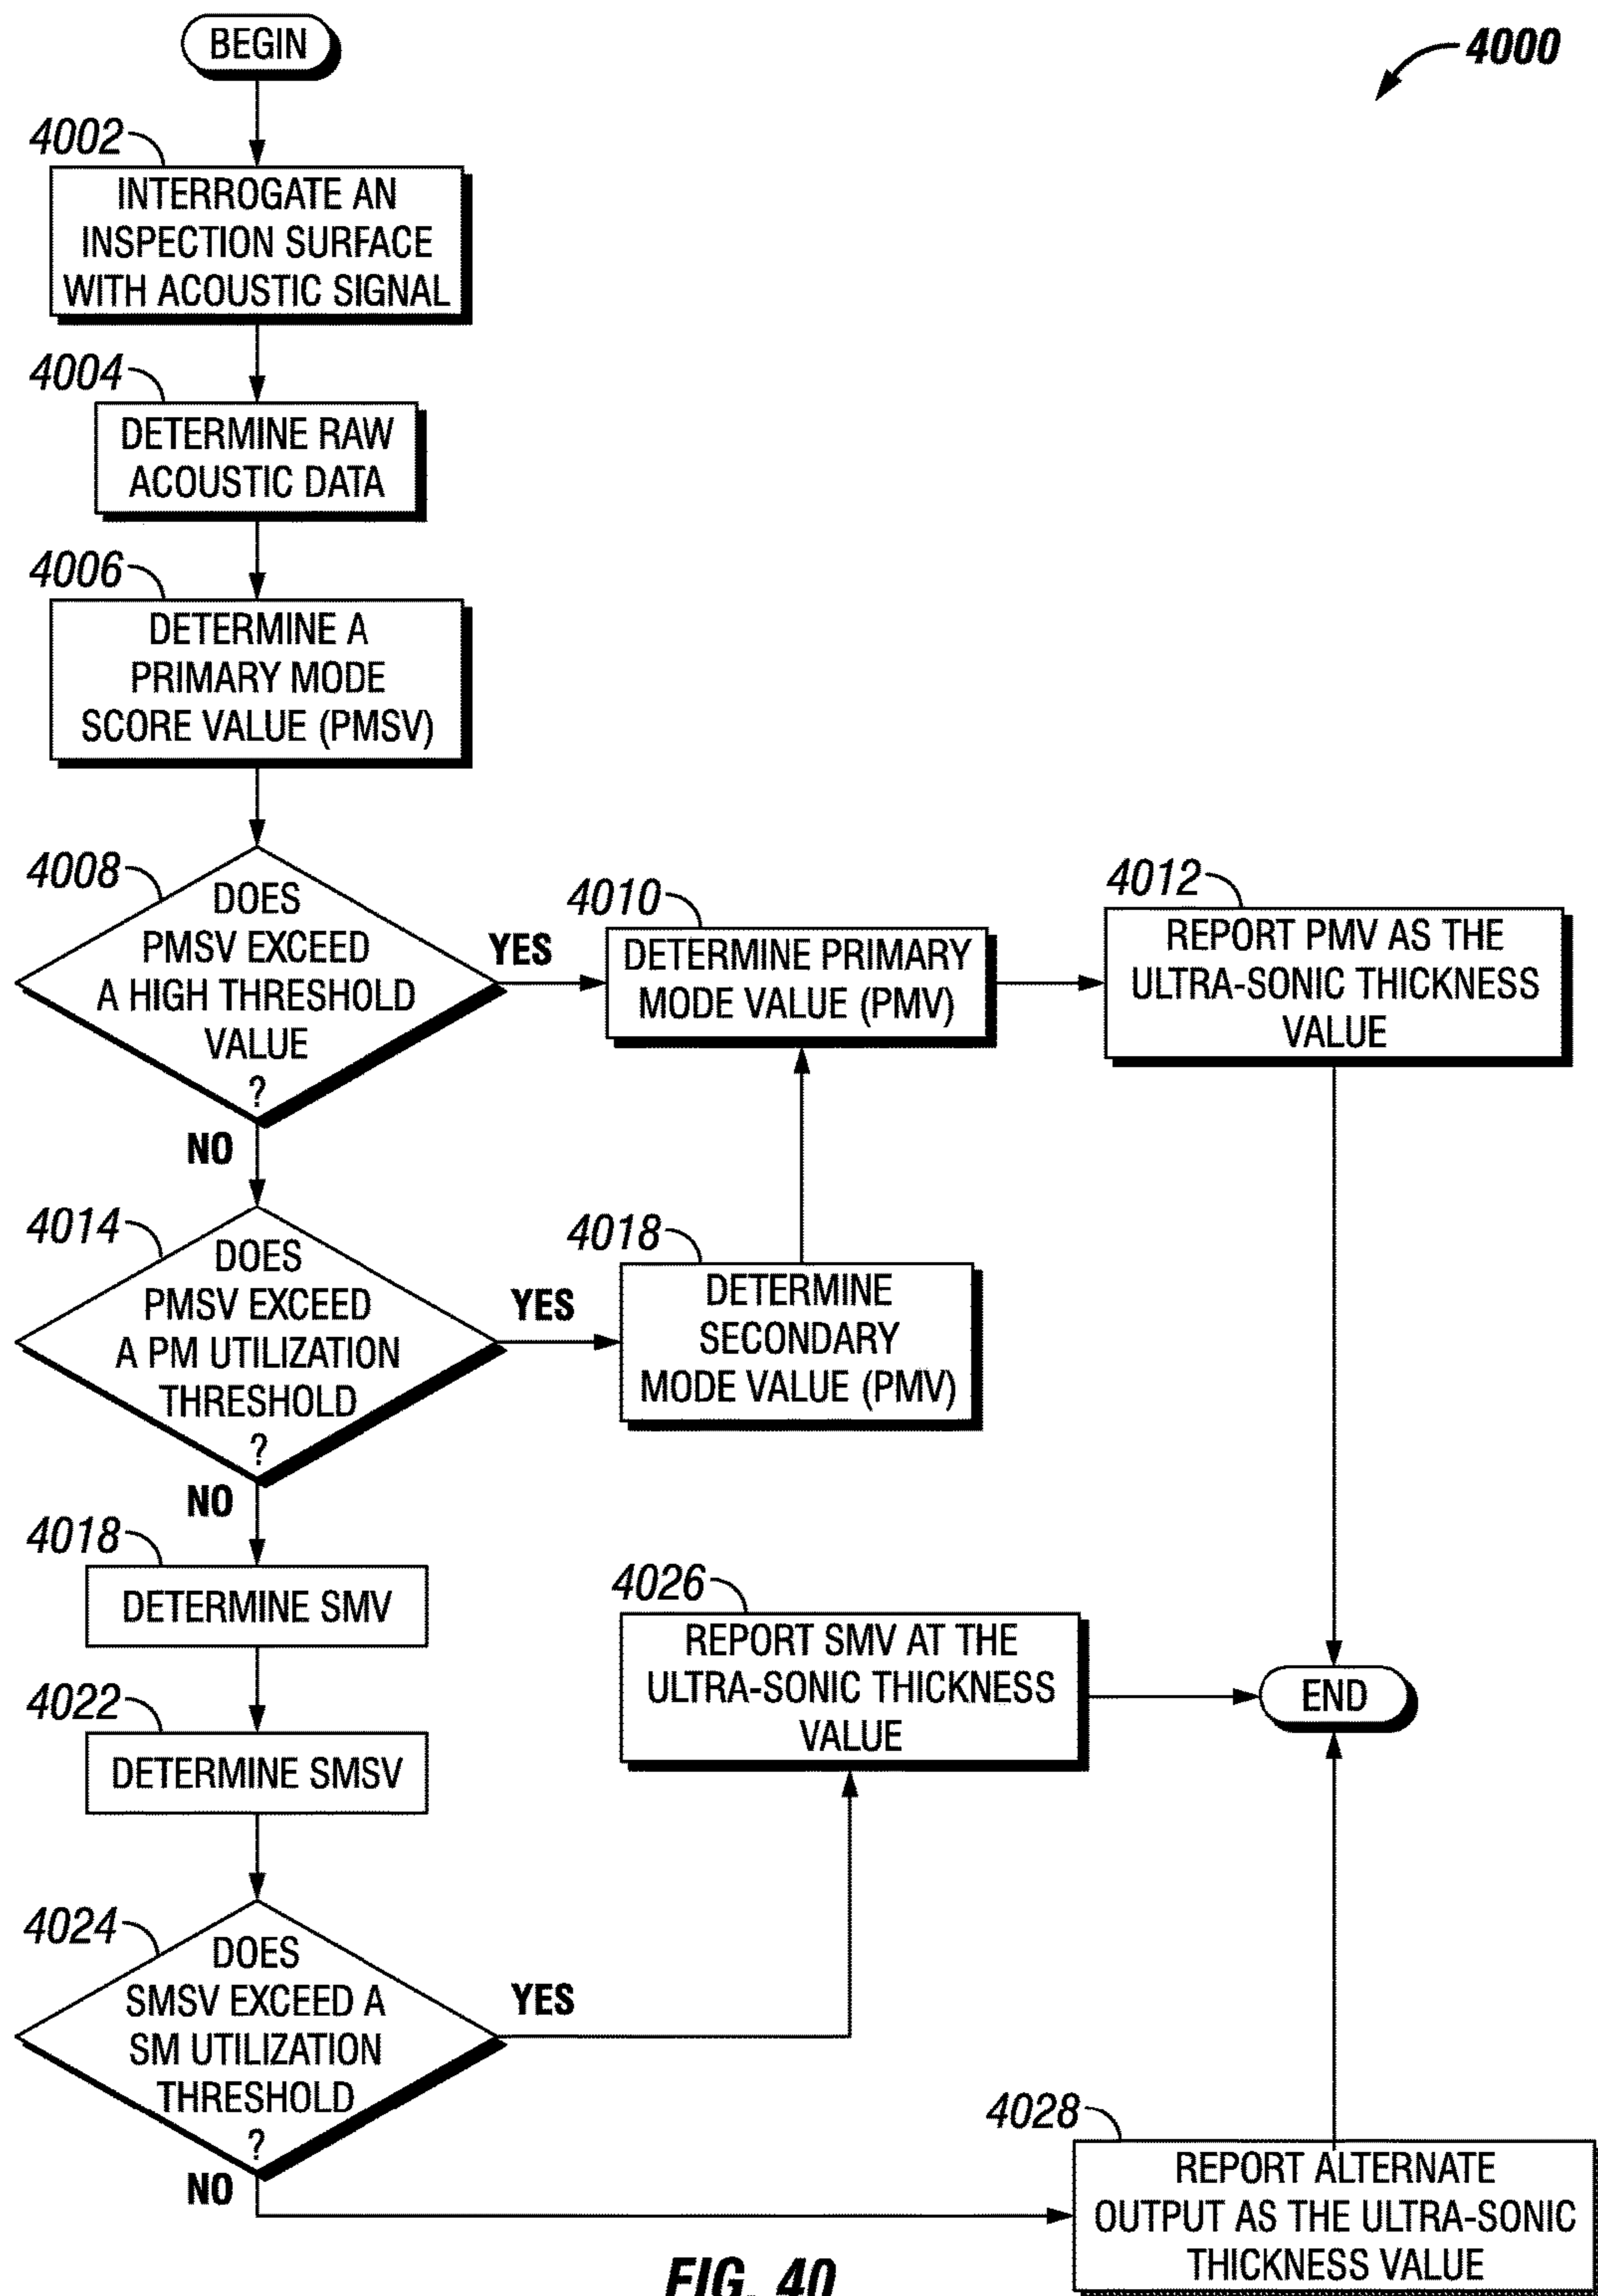 BEGIN
4000
4002
INTERROGATE AN
INSPECTION SURFACE
WITH ACOUSTIC SIGNAL
4004
DETERMINE RAW
ACOUSTIC DATA
4006
DETERMINE A
PRIMARY MODE
SCORE VALUE (PMSV)
4008
DOES
PMSV EXCEED
A HIGH THRESHOLD
VALUE
?
YES
NO
4010
DETERMINE PRIMARY
MODE VALUE (PMV)
4012
REPORT PMV AS THE
ULTRA-SONIC THICKNESS
VALUE
4014
DOES
PMSV EXCEED
A PM UTILIZATION
THRESHOLD
?
YES
NO
4018
DETERMINE
SECONDARY
MODE VALUE (PMV)
4018
DETERMINE SMV
4022
DETERMINE SMSV
4026
REPORT SMV AT THE
ULTRA-SONIC THICKNESS
VALUE
END
4024
DOES
SMSV EXCEED A
SM UTILIZATION
THRESHOLD
?
YES
NO
4028
REPORT ALTERNATE
OUTPUT AS THE ULTRA-SONIC
THICKNESS VALUE
FIG. 40